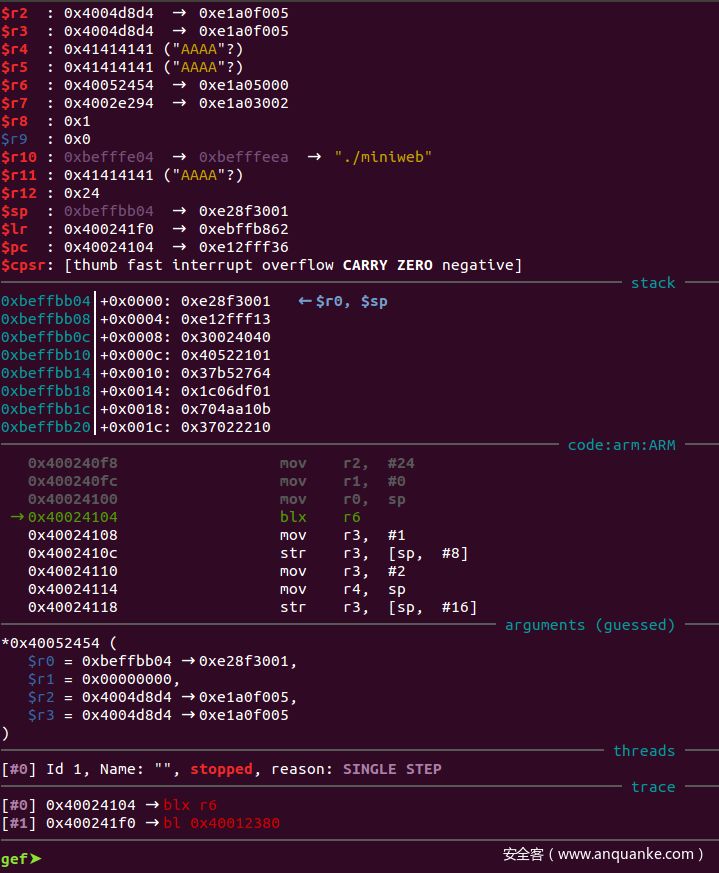 $r2  : 0x4004d8d4  →  0xe1a0f005
$r3  : 0x4004d8d4  →  0xe1a0f005
$r4  : 0x41414141 ("AAAA"?)
$r5  : 0x41414141 ("AAAA"?)
$r6  : 0x40052454  →  0xe1a05000
$r7  : 0x4002e294  →  0xe1a03002
$r8  : 0x1
$r9  : 0x0
$r10 : 0xbefffe04  →  0xbefffeea  →  "./miniweb"
$r11 : 0x41414141 ("AAAA"?)
$r12 : 0x24
$sp  : 0xbeffbb04  →  0xe28f3001
$lr  : 0x400241f0  →  0xebffb862
$pc  : 0x40024104  →  0xe12fff36
$cpsr: [thumb fast interrupt overflow CARRY ZERO negative]
stack
0xbeffbb04│+0x0000: 0xe28f3001   ←$r0, $sp
0xbeffbb08│+0x0004: 0xe12fff13
0xbeffbb0c│+0x0008: 0x30024040
0xbeffbb10│+0x000c: 0x40522101
0xbeffbb14│+0x0010: 0x37b52764
0xbeffbb18│+0x0014: 0x1c06df01
0xbeffbb1c│+0x0018: 0x704aa10b
0xbeffbb20│+0x001c: 0x37022210
code:arm:ARM
0x400240f8 mov r2, #24
0x400240fc mov r1, #0
0x40024100 mov r0, sp
→0x40024104 blx r6
0x40024108 mov r3, #1
0x4002410c str r3, [sp, #8]
0x40024110 mov r3, #2
0x40024114 mov r4, sp
0x40024118 str r3, [sp, #16]
arguments (guessed)
*0x40052454 (
$r0 = 0xbeffbb04 →0xe28f3001,
$r1 = 0x00000000,
$r2 = 0x4004d8d4 →0xe1a0f005,
$r3 = 0x4004d8d4 →0xe1a0f005
)
threads
[#0] Id 1, Name: "", stopped, reason: SINGLE STEP
trace
[#0] 0x40024104 →blx r6
[#1] 0x400241f0 →bl 0x40012380
gef➤
安全客（www.anquanke.com）